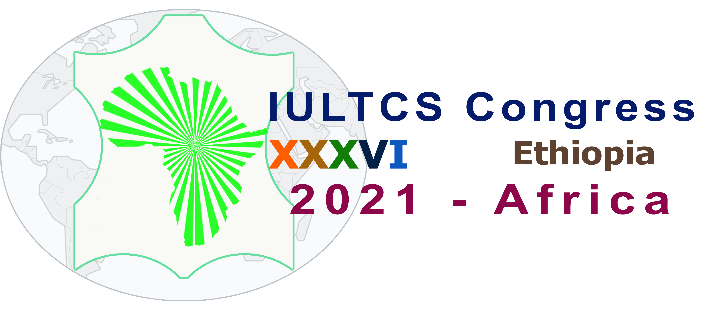 IULTCS Congress
XXXVI Ethiopia
2021 - Africa